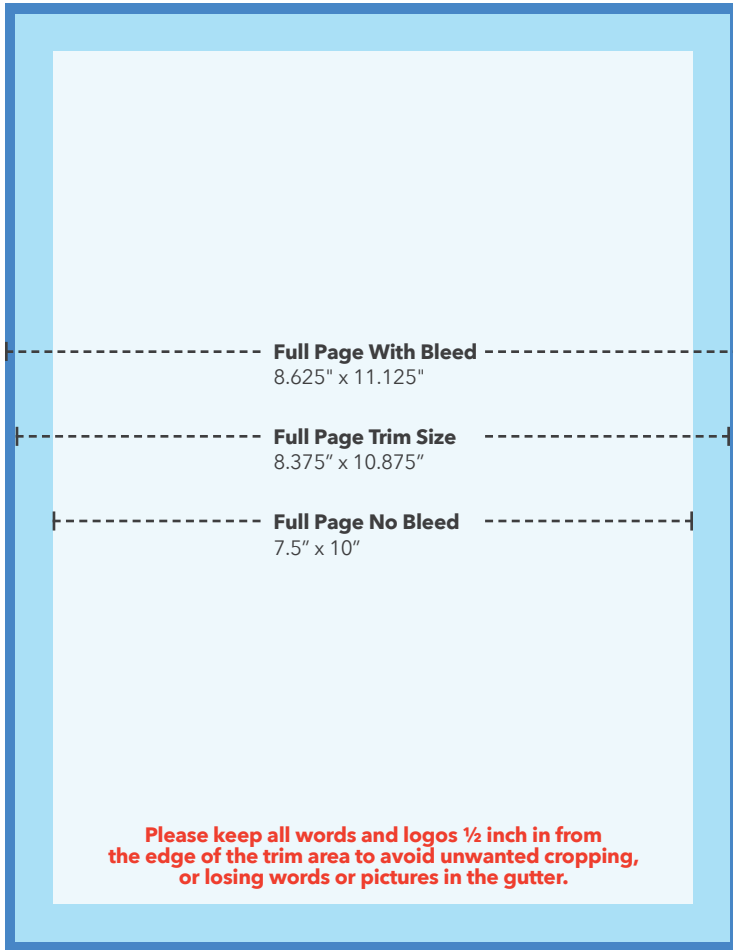 Full Page With Bleed
8.625" x 11.125"
Full Page Trim Size
8.375” x 10.875”
Full Page No Bleed
7.5” x 10”
Please keep all words and logos ½ inch in from
the edge of the trim area to avoid unwanted cropping,
or losing words or pictures in the gutter.